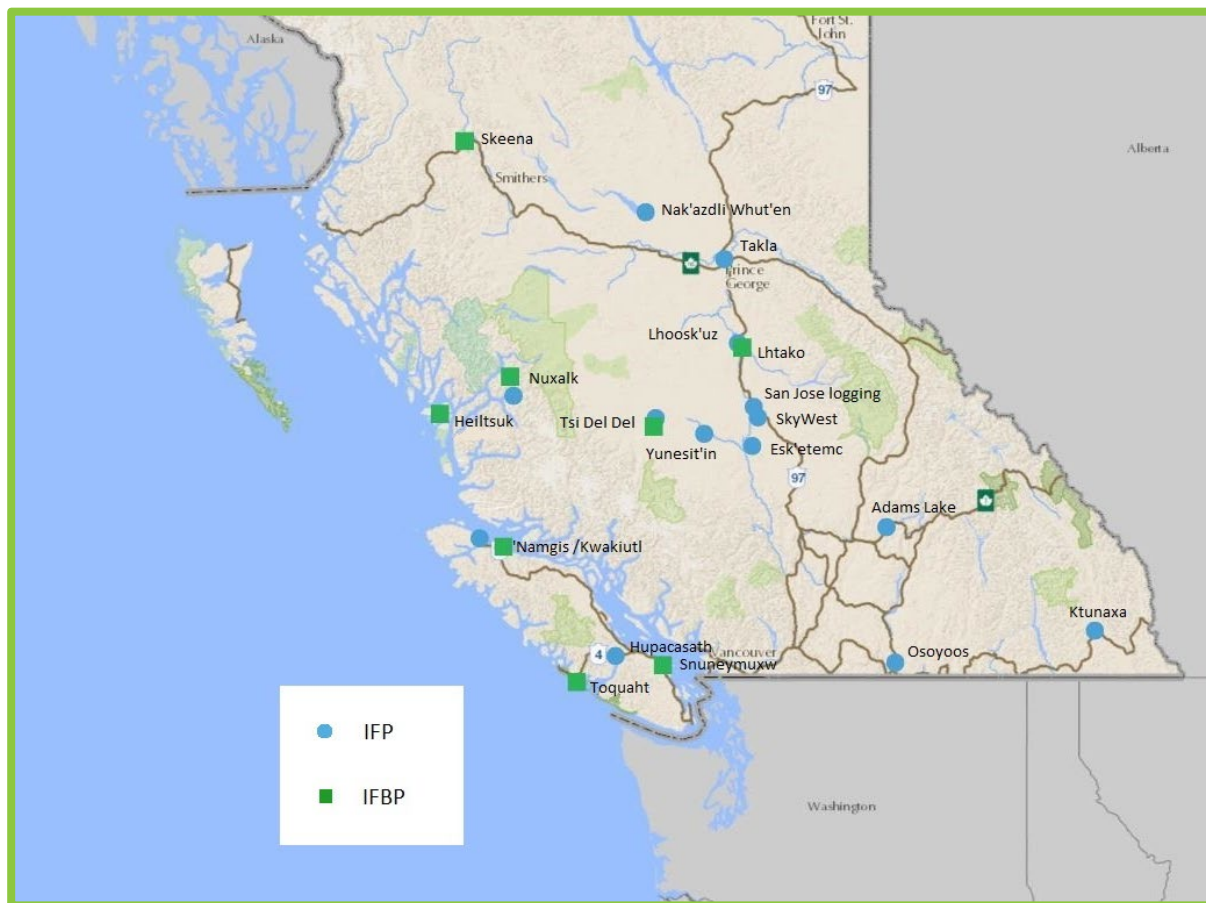 Fort St.
John
Alaska
97
Skeena
Alberta
Smithers
Nak'azdli Whut'en
Takla
Prince
George
Lhoosk'uz
Lhtako
Nuxalk
San Jose logging
Heiltsuk
Tsi Del Del
SkyWest
Yunesit'in
Esk'etemc
97
Adams Lake
'Namgis /Kwakiutl
Ktunaxa
Hupacasath
Vancouver
Osoyoos
4
Snuneymuxw
Toquaht
IFP
IFBP
Washington